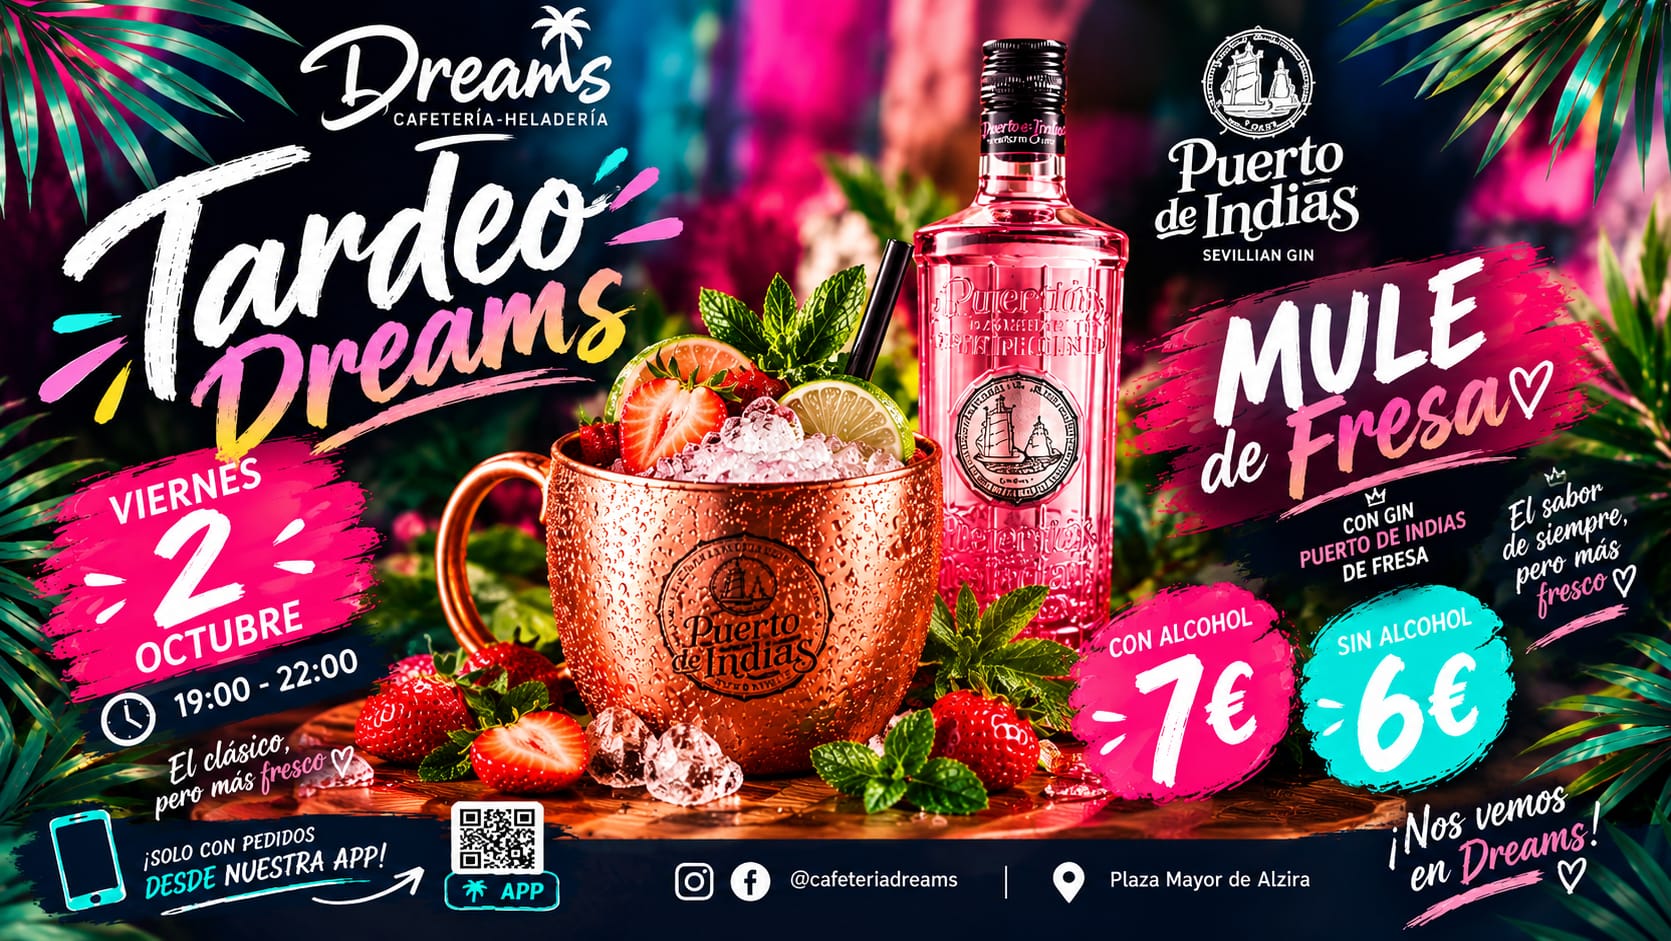 Dreams
CAFETERÍA-HELADERÍA
Tardeo
Dreams
VIERNES
2
OCTUBRE
19:00 - 22:00
El clásico,
pero más fresco
¡SOLO CON PEDIDOS
DESDE NUESTRA APP!
APP
Puerto
de Indias
Puerto
de Indias
SEVILLIAN GIN
MULE
de Fresa
CON GIN
PUERTO DE INDIAS
DE FRESA
El sabor
de siempre,
pero más
fresco
CON ALCOHOL
7€
SIN ALCOHOL
6€
¡Nos vemos
en Dreams!
@cafeteriadreams
Plaza Mayor de Alzira